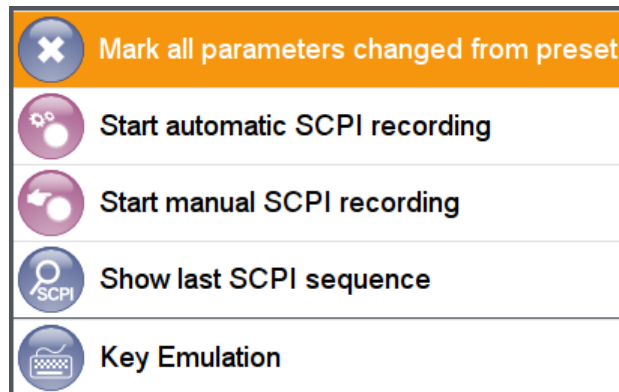 Mark all parameters changed from preset
Start automatic SCPI recording
Start manual SCPI recording
Show last SCPI sequence
SCPI
Key Emulation